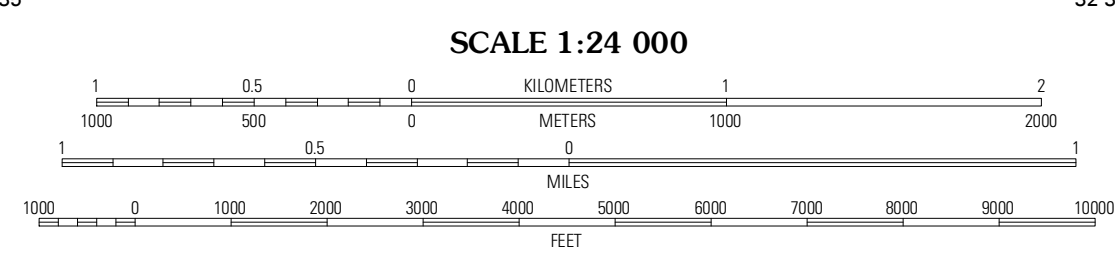 SCALE 1:24 000
1 0.5 0 KILOMETERS 1 2
1000 500 0 METERS 1000 2000
1 0.5 0 1
MILES
1000 0 1000 2000 3000 4000 5000 6000 7000 8000 9000 10000
FEET